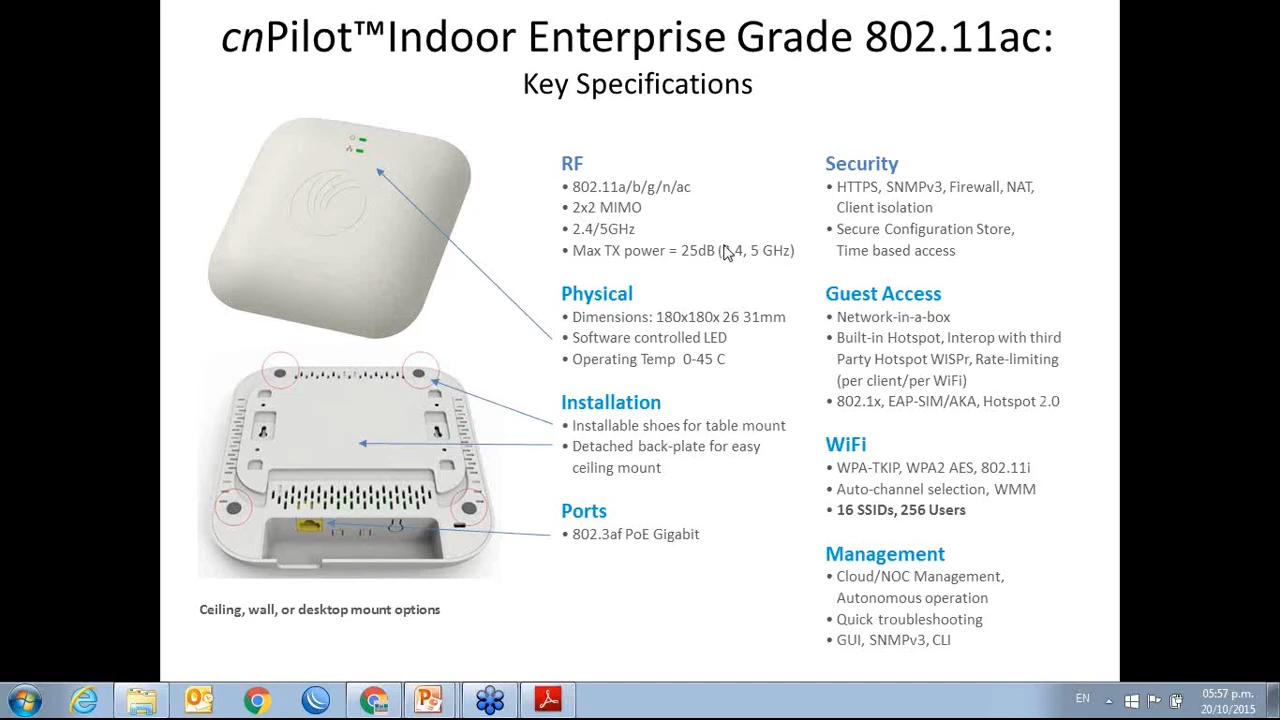 cnPilot™Indoor Enterprise Grade 802.11ac:
Key Specifications
RF
• 802.11a/b/g/n/ac
• 2x2 MIMO
• 2.4/5GHz
• Max TX power = 25dB 4, 5 GHz)
Physical
• Dimensions: 180x180x 26 31mm
• Software controlled LED
• Operating Temp 0-45 C
Installation
• Installable shoes for table mount
• Detached back-plate for easy
ceiling mount
Ports
• 802.3af PoE Gigabit
Security
• HTTPS, SNMPv3, Firewall, NAT,
Client isolation
• Secure Configuration Store,
Time based access
Guest Access
• Network-in-a-box
• Built-in Hotspot, Interop with third
Party Hotspot WISPr, Rate-limiting
(per client/per WiFi)
• 802.1x, EAP-SIM/AKA, Hotspot 2.0
WiFi
• WPA-TKIP, WPA2 AES, 802.11i
• Auto-channel selection, WMM
• 16 SSIDs, 256 Users
Management
• Cloud/NOC Management,
Autonomous operation
• Quick troubleshooting
• GUI, SNMPv3, CLI
Ceiling, wall, or desktop mount options
EN
05:57 p.m.
20/10/2015